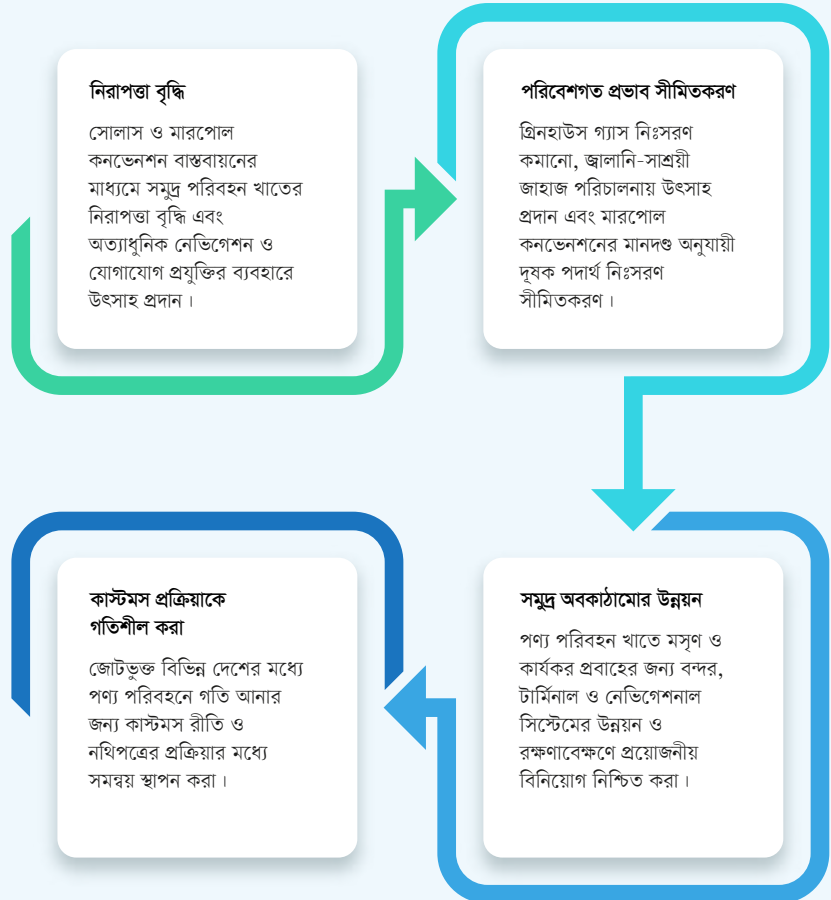 নিরাপত্তা বৃদ্ধি
সোলাস ও মারপোল
কনভেনশন বাস্তবায়নের
মাধ্যমে সমুদ্র পরিবহন খাতের
নিরাপত্তা বৃদ্ধি এবং
অত্যাধুনিক নেভিগেশন ও
যোগাযোগ প্রযুক্তির ব্যবহারে
উৎসাহ প্রদান।
পরিবেশগত প্রভাব সীমিতকরণ
গ্রিনহাউস গ্যাস নিঃসরণ
কমানো, জ্বালানি-সাশ্রয়ী
জাহাজ পরিচালনায় উৎসাহ
প্রদান এবং মারপোল
কনভেনশনের মানদণ্ড অনুযায়ী
দূষক পদার্থ নিঃসরণ
সীমিতকরণ।
সমুদ্র অবকাঠামোর উন্নয়ন
পণ্য পরিবহন খাতে মসৃণ ও
কার্যকর প্রবাহের জন্য বন্দর,
টার্মিনাল ও নেভিগেশনাল
সিস্টেমের উন্নয়ন ও
রক্ষণাবেক্ষণে প্রয়োজনীয়
বিনিয়োগ নিশ্চিত করা।
কাস্টমস প্রক্রিয়াকে
গতিশীল করা
জোটভুক্ত বিভিন্ন দেশের মধ্যে
পণ্য পরিবহনে গতি আনার
জন্য কাস্টমস রীতি ও
নথিপত্রের প্রক্রিয়ার মধ্যে
সমন্বয় স্থাপন করা।